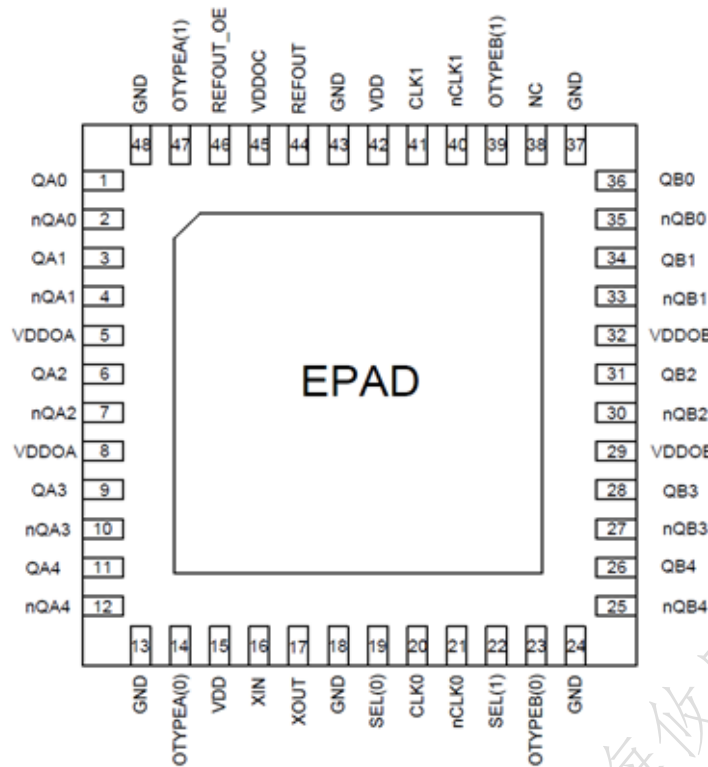 GND
OTYPEA(1)
REFOUT_OE
VDDOC
REFOUT
GND
VDD
CLK1
nCLK1
OTYPEB(1)
NC
GND
48 47 46 45 44 43 42 41 40 39 38 37
QA0 1 36 QB0
nQA0 2 35 nQB0
QA1 3 34 QB1
nQA1 4 33 nQB1
VDDOA 5 32 VDDOB
QA2 6 31 QB2
nQA2 7 30 nQB2
VDDOA 8 29 VDDOB
QA3 9 28 QB3
nQA3 10 27 nQB3
QA4 11 26 QB4
nQA4 12 25 nQB4
EPAD
13 14 15 16 17 18 19 20 21 22 23 24
GND
OTYPEA(0)
VDD
XIN
XOUT
GND
SEL(0)
CLK0
nCLK0
SEL(1)
OTYPEB(0)
GND